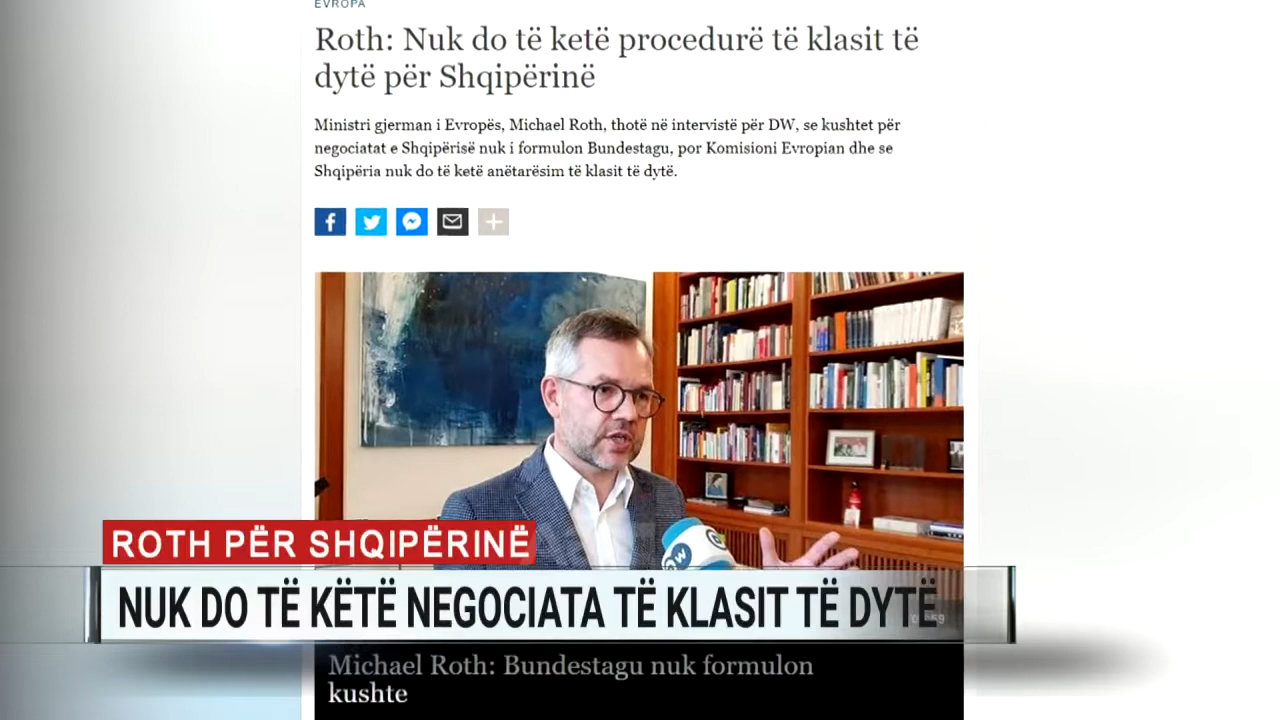 EVROPA
Roth: Nuk do të ketë procedurë të klasit të
dytë për Shqipërinë
Ministri gjerman i Evropës, Michael Roth, thotë në intervistë për DW, se kushtet për
negociatat e Shqipërisë nuk i formulon Bundestagu, por Komisioni Evropian dhe se
Shqipëria nuk do të ketë anëtarësim të klasit të dytë.
ROTH PËR SHQIPËRINË
NUK DO TË KËTË NEGOCIATA TË KLASIT TË DYTË
Michael Roth: Bundestagu nuk formulon
kushte